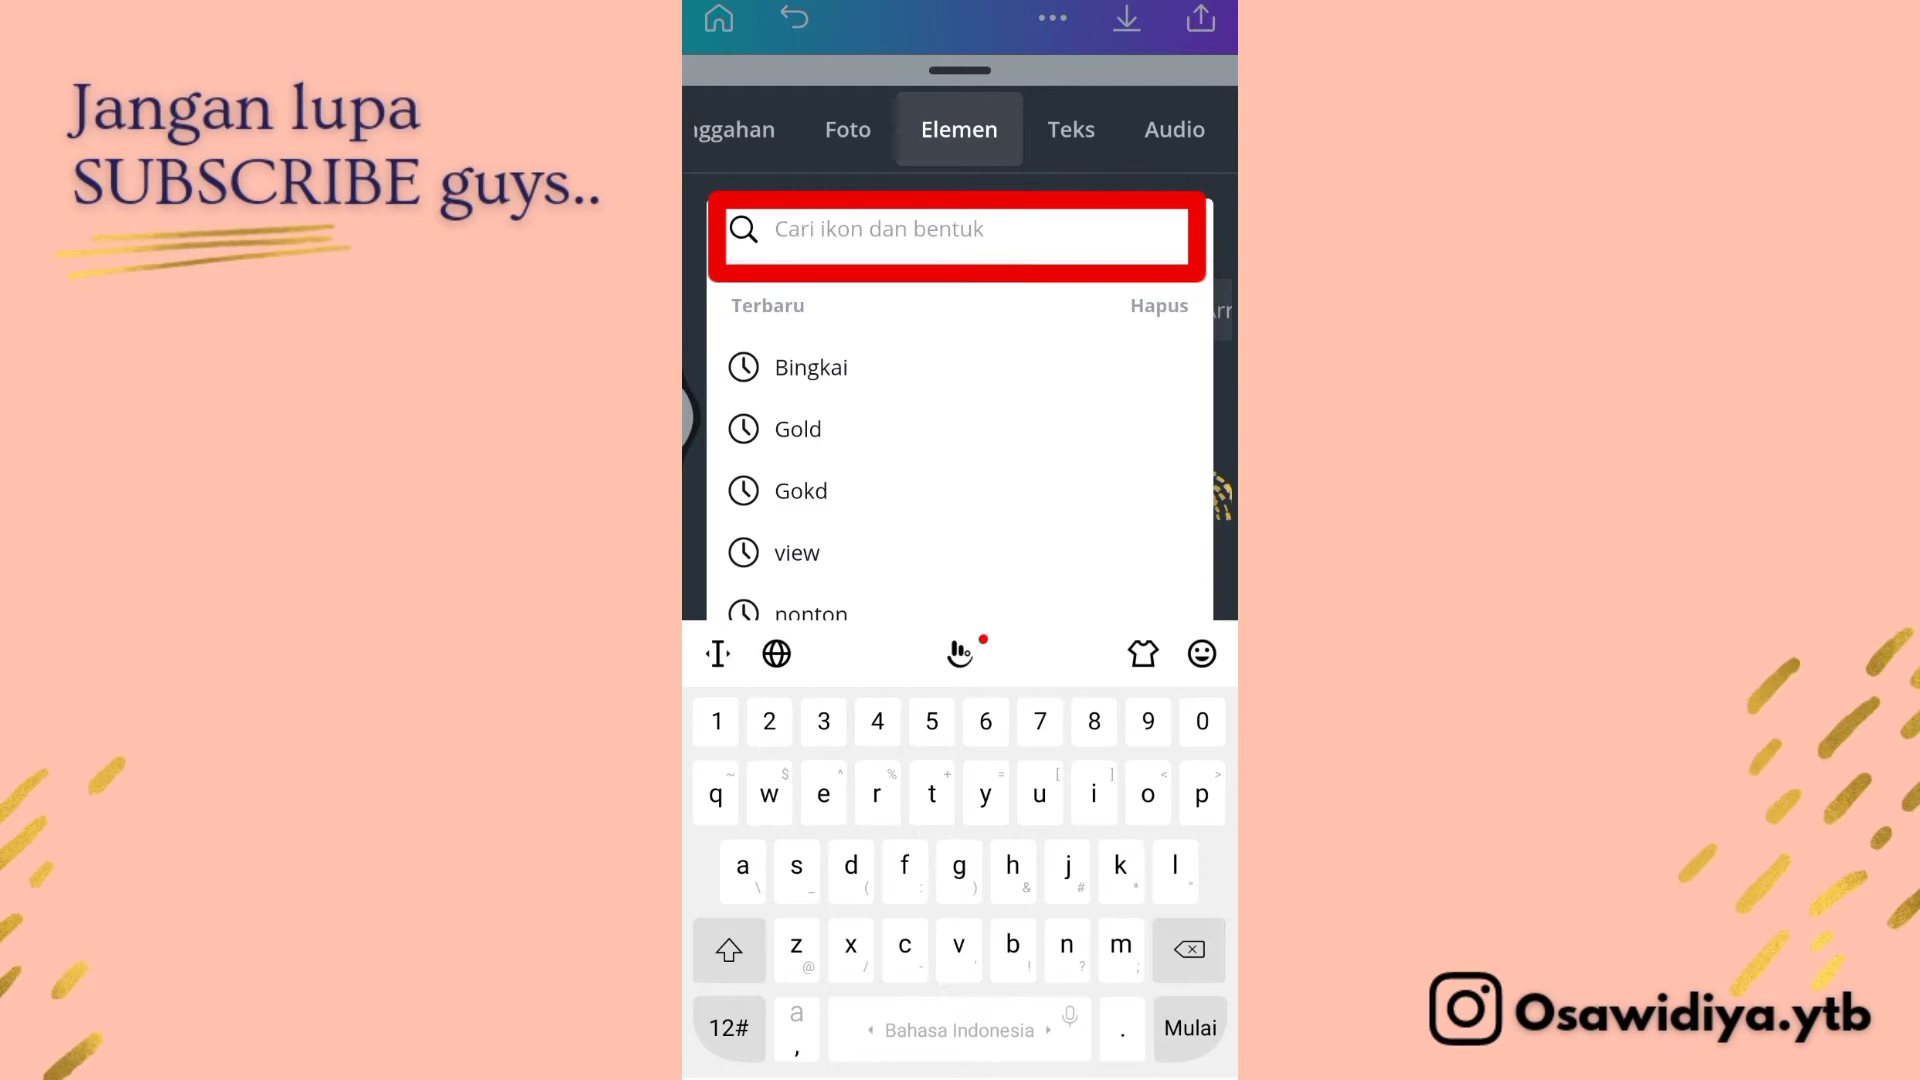 Jangan lupa
SUBSCRIBE guys..
nggahan Foto Elemen Teks Audio
Cari ikon dan bentuk
Terbaru Hapus
Bingkai
Gold
Gokd
view
nonton
1 2 3 4 5 6 7 8 9 0
~ $ ^ % + = [ ] < >
q w e r t y u i o p
a s d f g h j k l
\ _ ( : ) & # * "
z x c v b n m
@ / - ' ! ? ;
12# a , Bahasa Indonesia . Mulai
Osawidiya.ytb